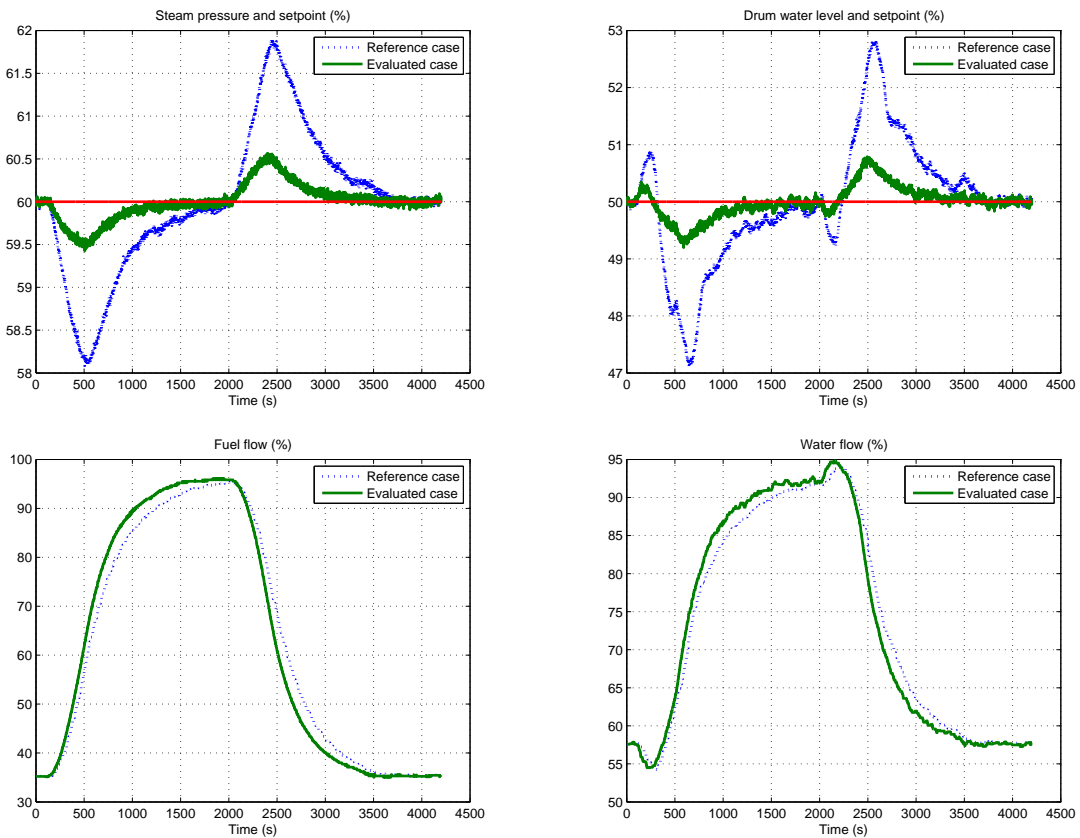 Steam pressure and setpoint (%)
62
61.5
61
60.5
60
59.5
59
58.5
58
0 500 1000 1500 2000 2500 3000 3500 4000 4500
Time (s)
Reference case
Evaluated case
Drum water level and setpoint (%)
53
52
51
50
49
48
47
0 500 1000 1500 2000 2500 3000 3500 4000 4500
Time (s)
Reference case
Evaluated case
Fuel flow (%)
100
90
80
70
60
50
40
30
0 500 1000 1500 2000 2500 3000 3500 4000 4500
Time (s)
Reference case
Evaluated case
Water flow (%)
95
90
85
80
75
70
65
60
55
50
0 500 1000 1500 2000 2500 3000 3500 4000 4500
Time (s)
Reference case
Evaluated case